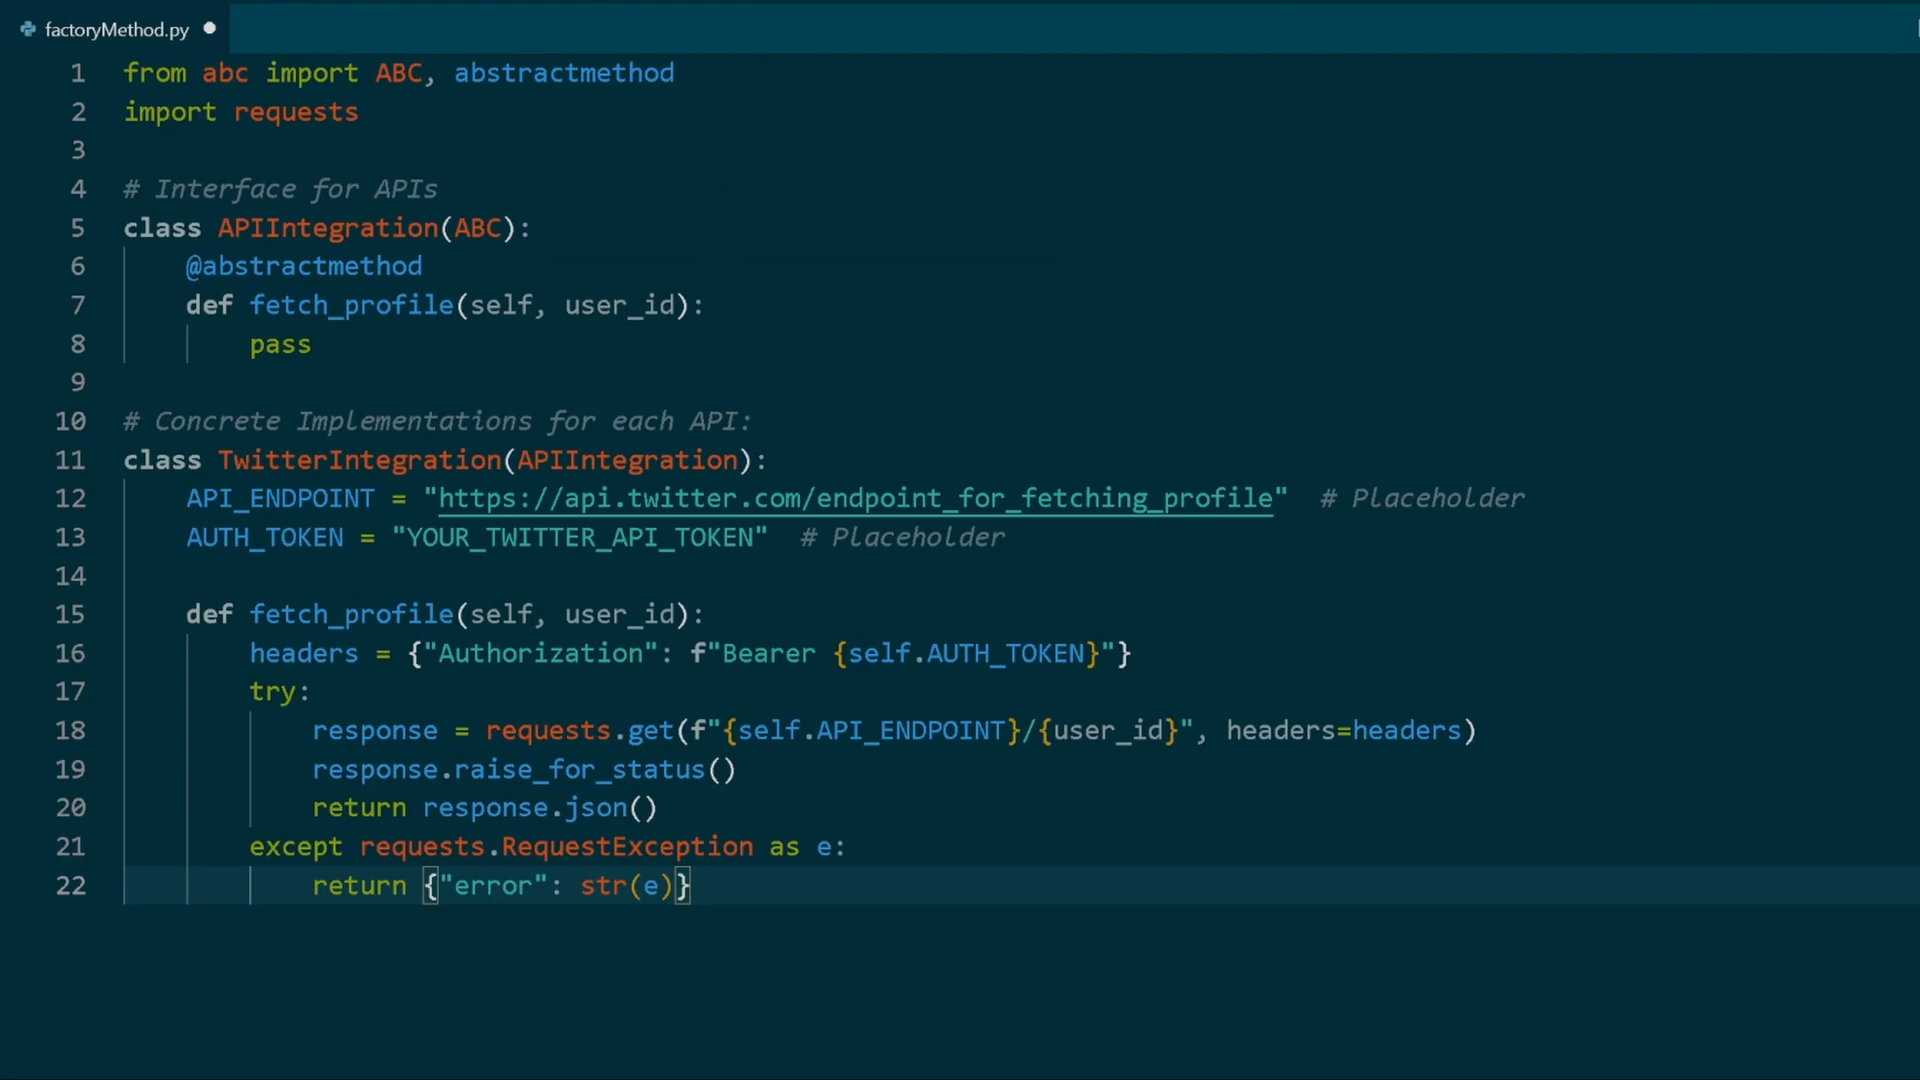 factoryMethod.py
1 from abc import ABC, abstractmethod
2 import requests
3
4 # Interface for APIs
5 class APIIntegration(ABC):
6     @abstractmethod
7     def fetch_profile(self, user_id):
8         pass
9
10 # Concrete Implementations for each API:
11 class TwitterIntegration(APIIntegration):
12     API_ENDPOINT = "https://api.twitter.com/endpoint_for_fetching_profile"  # Placeholder
13     AUTH_TOKEN = "YOUR_TWITTER_API_TOKEN"  # Placeholder
14
15     def fetch_profile(self, user_id):
16         headers = {"Authorization": f"Bearer {self.AUTH_TOKEN}"}
17         try:
18             response = requests.get(f"{self.API_ENDPOINT}/{user_id}", headers=headers)
19             response.raise_for_status()
20             return response.json()
21         except requests.RequestException as e:
22             return {"error": str(e)}